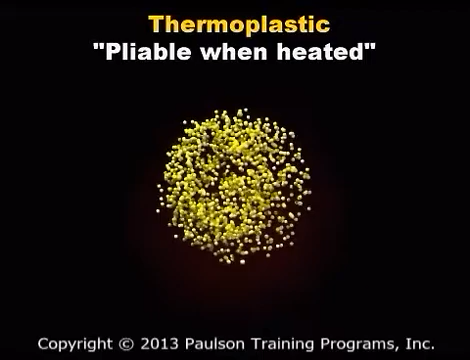 Thermoplastic
"Pliable when heated"
Copyright © 2013 Paulson Training Programs, Inc.